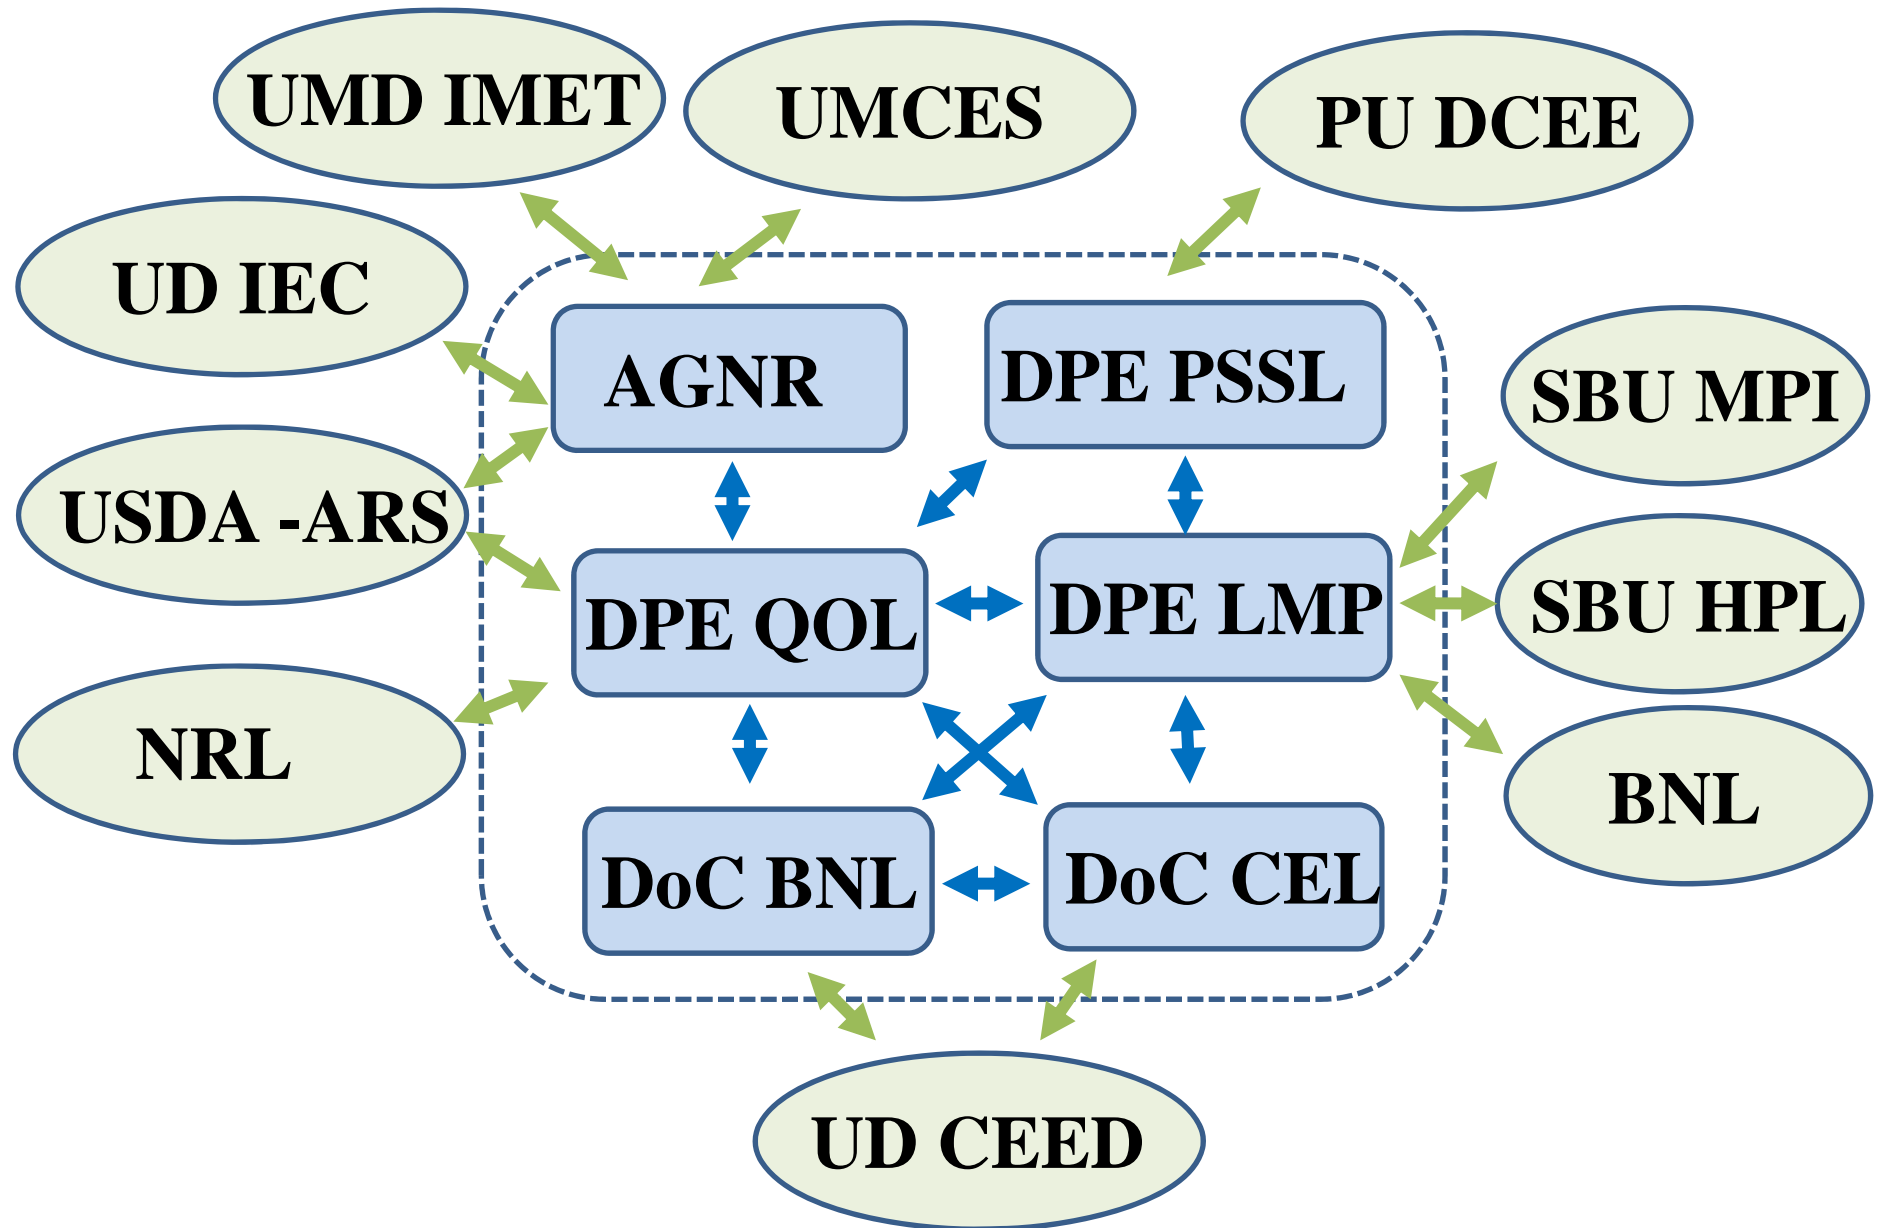 UMD IMET
UMCES
PU DCEE
UD IEC
AGNR
DPE PSSL
SBU MPI
USDA -ARS
DPE QOL
DPE LMP
SBU HPL
NRL
BNL
DoC BNL
DoC CEL
UD CEED